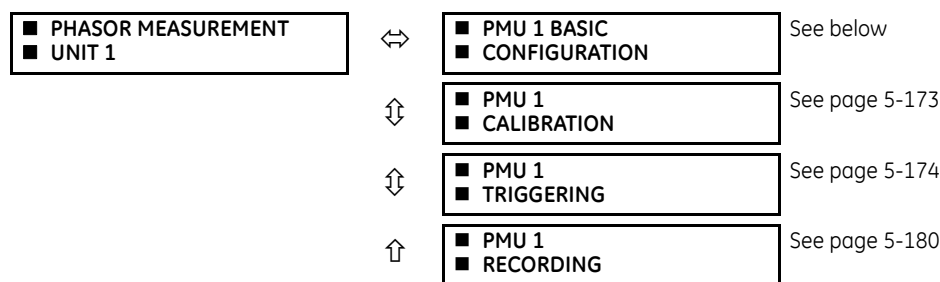 ■ PHASOR MEASUREMENT
■ UNIT 1
■ PMU 1 BASIC
■ CONFIGURATION
See below
■ PMU 1
■ CALIBRATION
See page 5-173
■ PMU 1
■ TRIGGERING
See page 5-174
■ PMU 1
■ RECORDING
See page 5-180